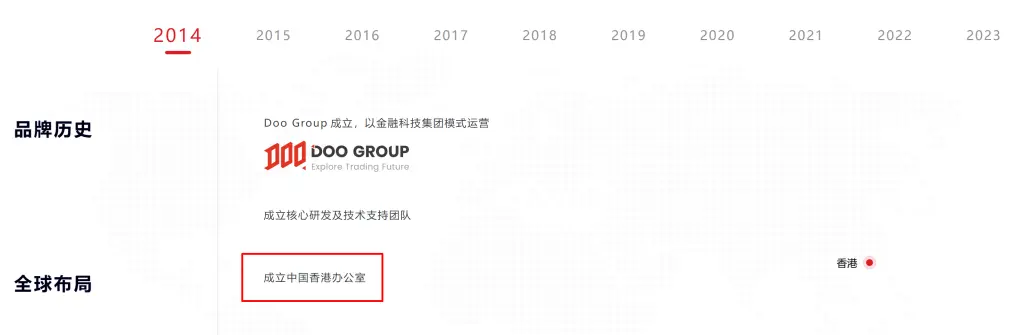 2014 2015 2016 2017 2018 2019 2020 2021 2022 2023
品牌历史
Doo Group 成立，以金融科技集团模式运营
DOO DOO GROUP
Explore Trading Future
成立核心研发及技术支持团队
香港
全球布局
成立中国香港办公室